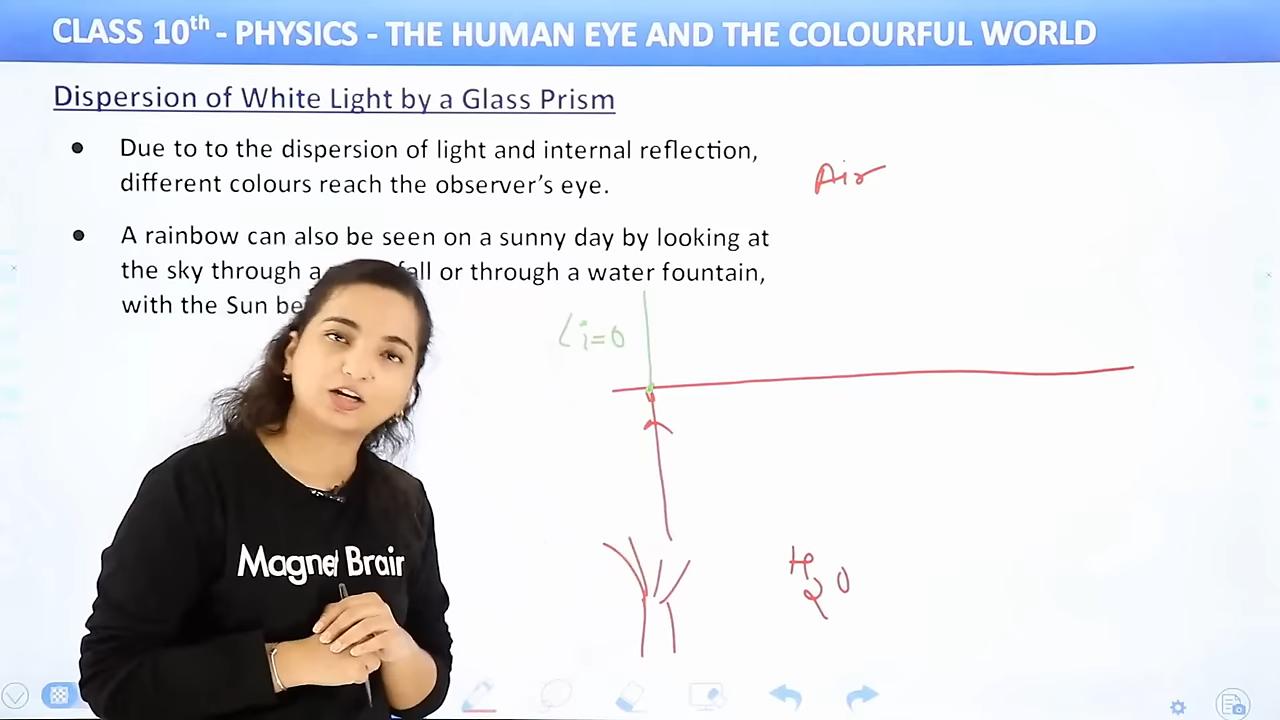 CLASS 10th - PHYSICS - THE HUMAN EYE AND THE COLOURFUL WORLD
Dispersion of White Light by a Glass Prism
● Due to to the dispersion of light and internal reflection,
different colours reach the observer's eye.
● A rainbow can also be seen on a sunny day by looking at
the sky through a or through a water fountain,
with the Sun
Air
∠i=0
H2O
Magnet Brain